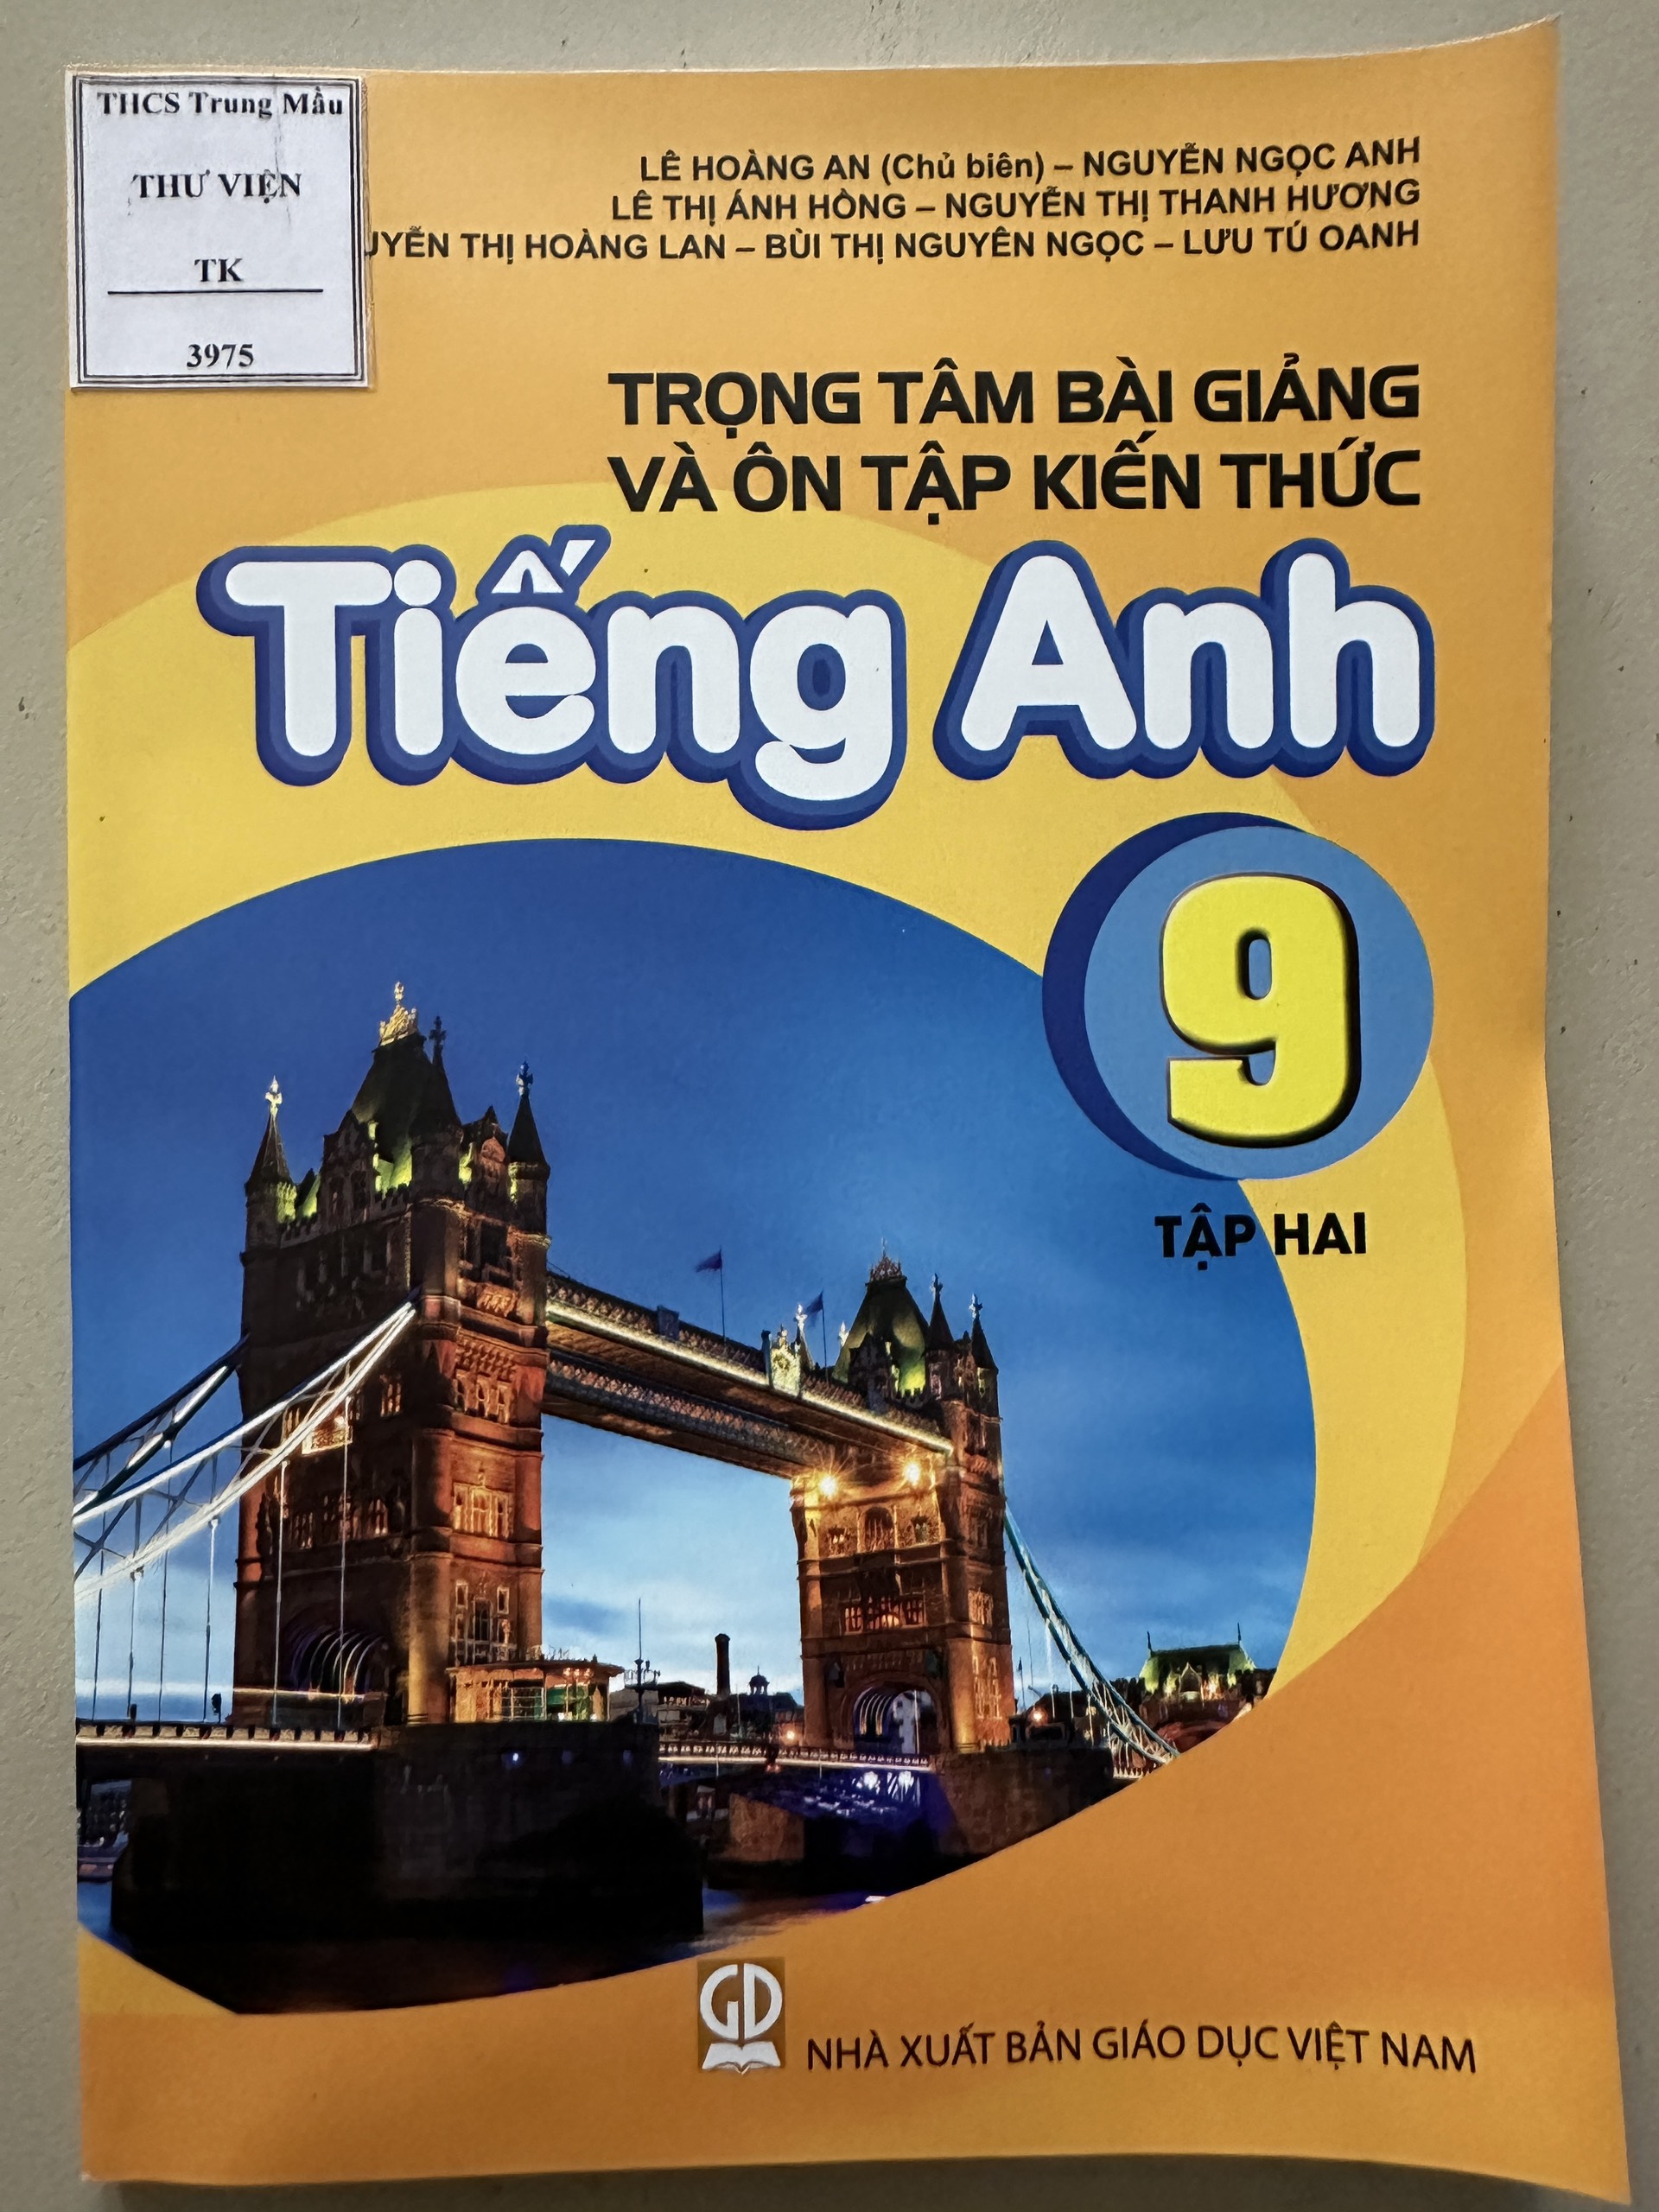 THCS Trung Mầu
THƯ VIỆN
TK
3975
LÊ HOÀNG AN (Chủ biên) – NGUYỄN NGỌC ANH
LÊ THỊ ÁNH HỒNG – NGUYỄN THỊ THANH HƯƠNG
UYỄN THỊ HOÀNG LAN – BÙI THỊ NGUYÊN NGỌC – LƯU TÚ OANH
TRỌNG TÂM BÀI GIẢNG
VÀ ÔN TẬP KIẾN THỨC
Tiếng Anh
9
TẬP HAI
GD
NHÀ XUẤT BẢN GIÁO DỤC VIỆT NAM